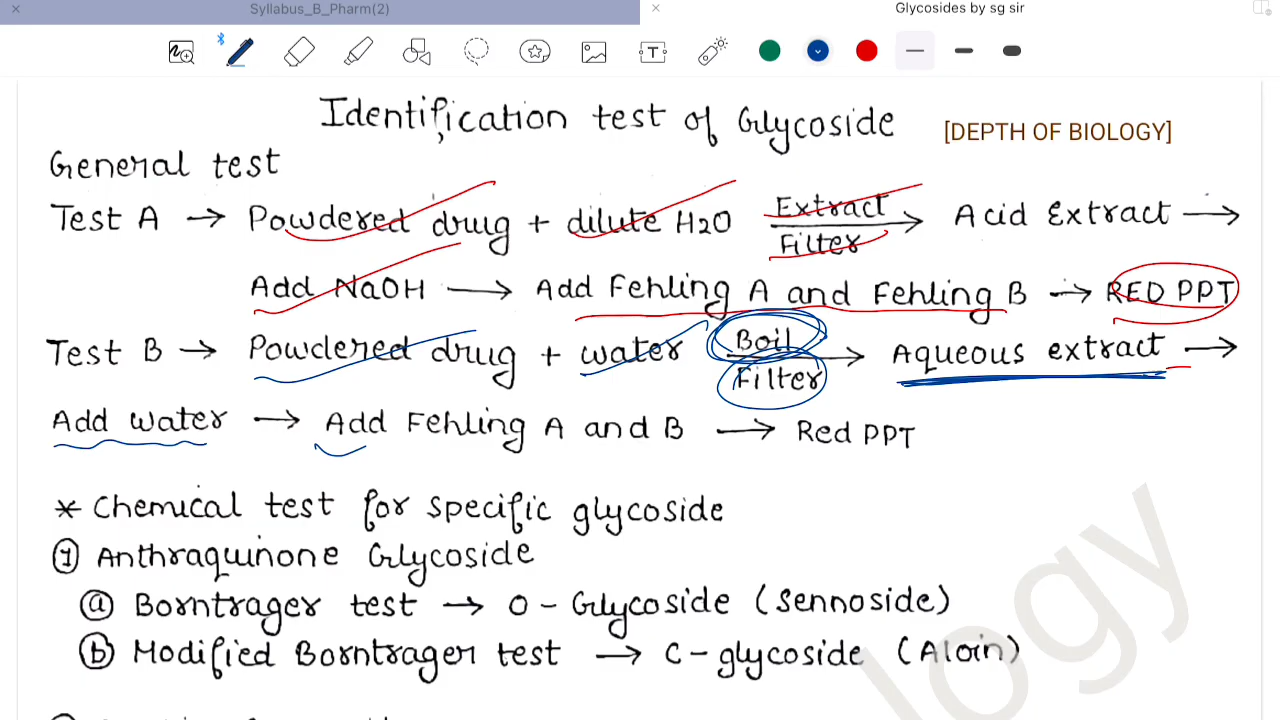 Syllabus_B_Pharm(2)
Glycosides by sg sir
Identification test of Glycoside
[DEPTH OF BIOLOGY]
General test
Test A → Powdered drug + dilute H2O Extract Filter → Acid Extract →
Add NaOH → Add Fehling A and Fehling B → RED PPT
Test B → Powdered drug + water Boil Filter → Aqueous extract →
Add water → Add Fehling A and B → Red PPT
* Chemical test for specific glycoside
① Anthraquinone Glycoside
ⓐ Borntrager test → O-Glycoside (Sennoside)
ⓑ Modified Borntrager test → C-glycoside (Aloin)
logy